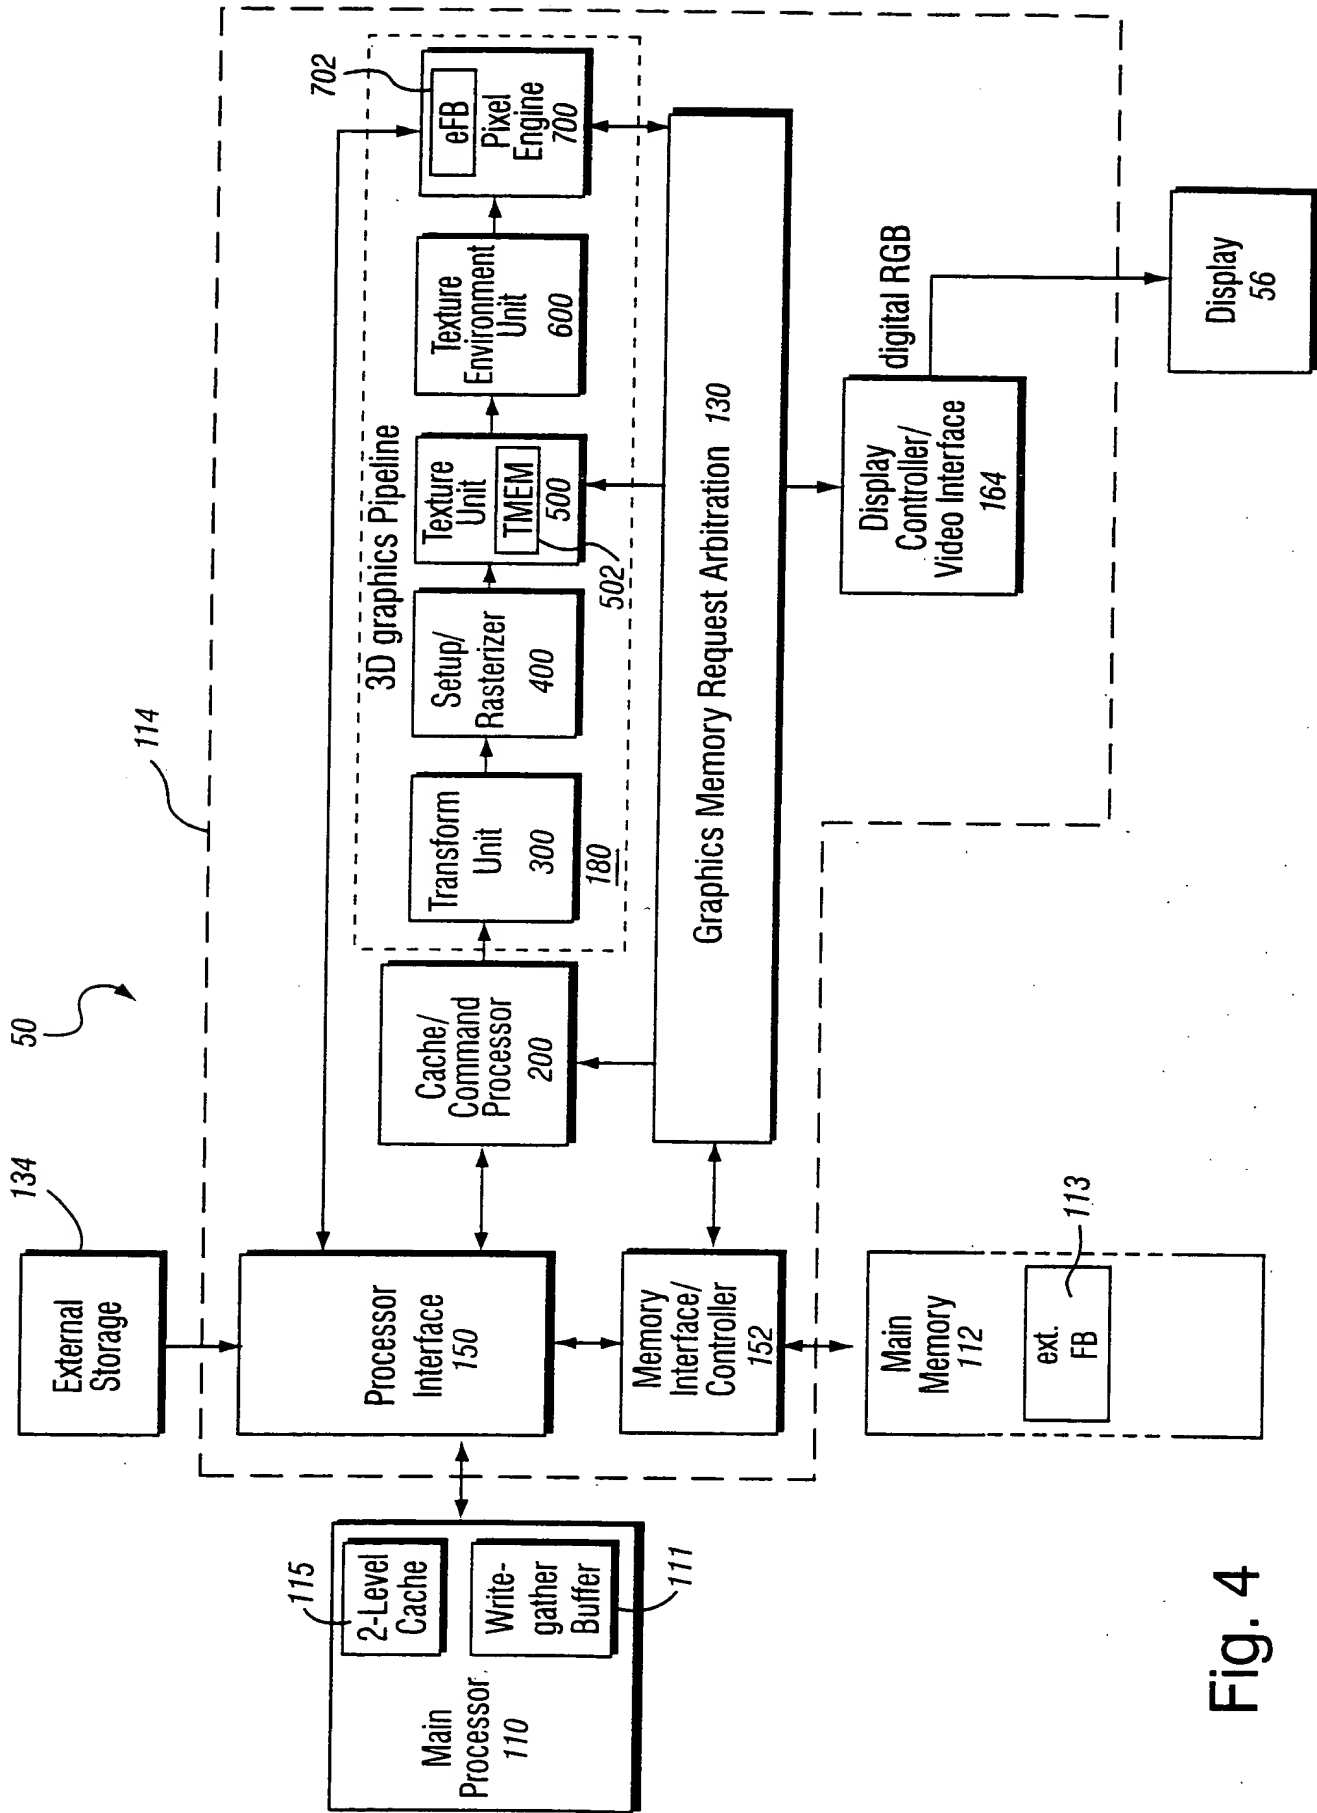 50
134
External
Storage
114
115
2-Level
Cache
Write-
gather
Buffer
111
Main
Processor
110
Processor
Interface
150
Memory
Interface/
Controller
152
Main
Memory
112
ext.
FB
113
Cache/
Command
Processor
200
3D graphics Pipeline
Transform
Unit
300
180
Setup/
Rasterizer
400
Texture
Unit
TMEM
500
502
Texture
Environment
Unit
600
702
eFB
Pixel
Engine
700
Graphics Memory Request Arbitration 130
Display
Controller/
Video Interface
164
digital RGB
Display
56
Fig. 4